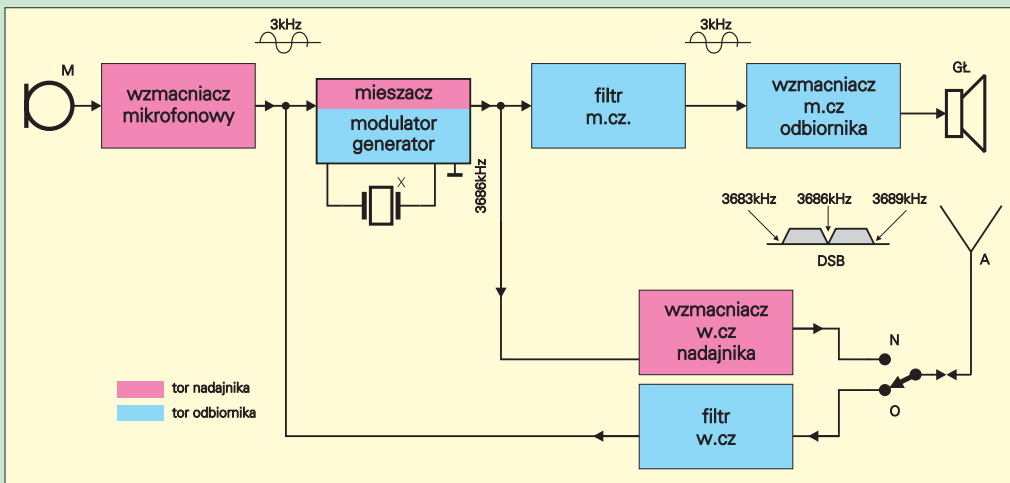 3kHz
3kHz
M
wzmacniacz
mikrofonowy
mieszacz
modulator
generator
X
3686kHz
filtr
m.cz.
wzmacniacz
m.cz
odbiornika
GŁ
3683kHz 3686kHz 3689kHz
DSB
A
wzmacniacz
w.cz
nadajnika
N
O
filtr
w.cz
tor nadajnika
tor odbiornika